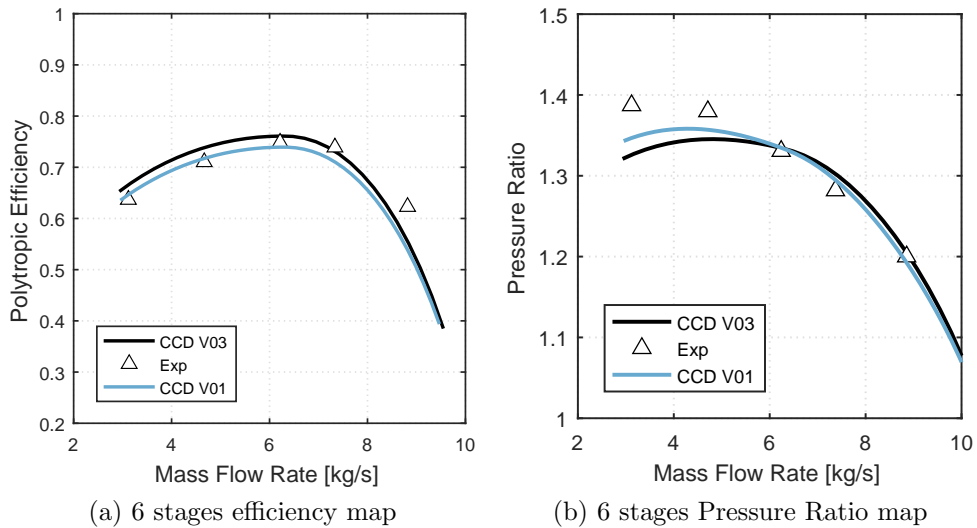 1
0.9
0.8
0.7
0.6
0.5
0.4
0.3
0.2
Polytropic Efficiency
CCD V03
Exp
CCD V01
2 4 6 8 10
Mass Flow Rate [kg/s]
(a) 6 stages efficiency map
1.5
1.4
1.3
1.2
1.1
1
Pressure Ratio
CCD V03
Exp
CCD V01
2 4 6 8 10
Mass Flow Rate [kg/s]
(b) 6 stages Pressure Ratio map